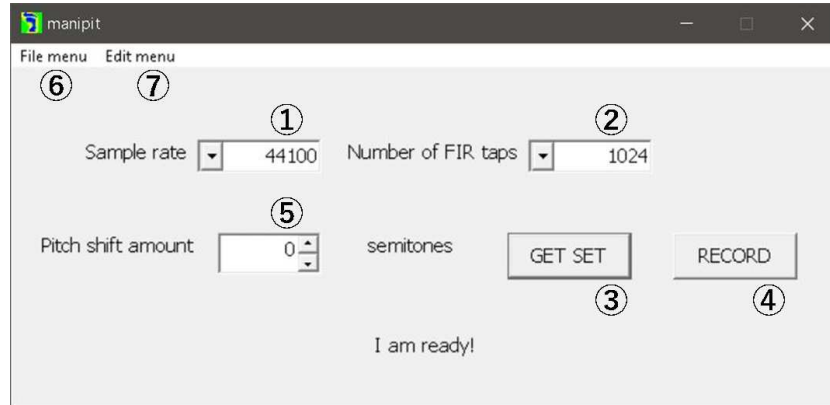 manipit
File menu Edit menu
⑥ ⑦
① ②
Sample rate 44100 Number of FIR taps 1024
⑤
Pitch shift amount 0 semitones GET SET RECORD
③ ④
I am ready!